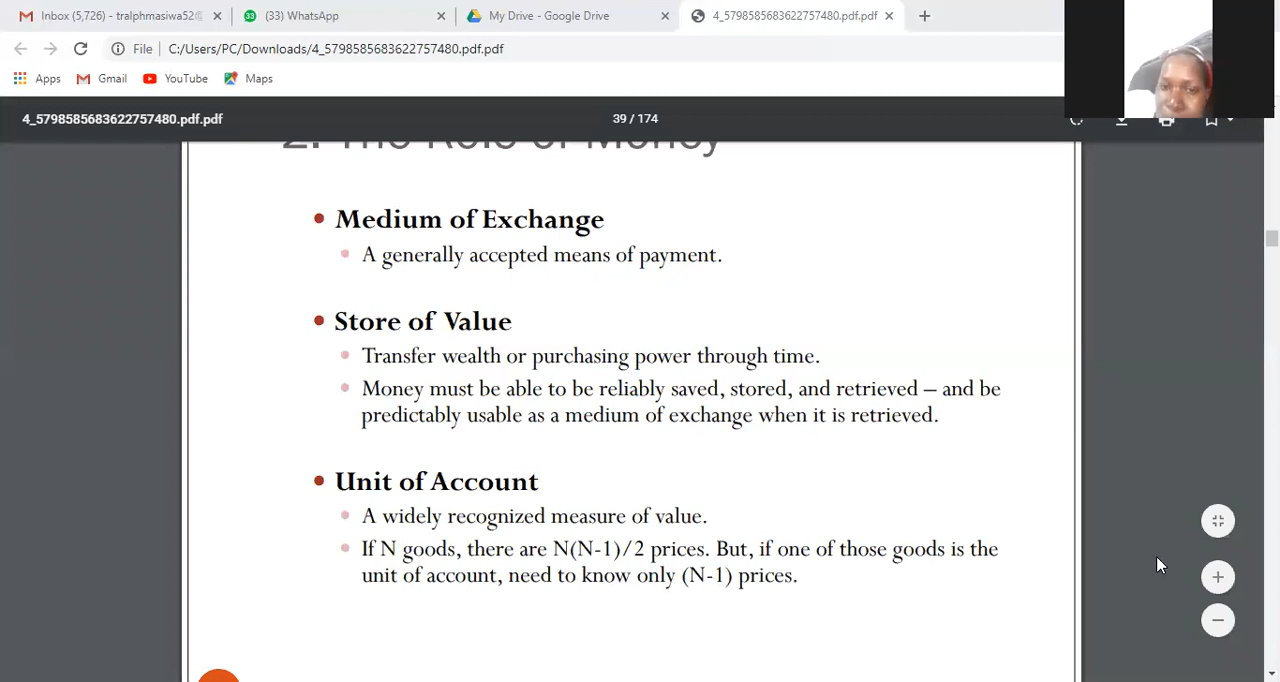 Inbox (5,726) - tralphmasiwa52@
(33) WhatsApp
My Drive - Google Drive
4_5798585683622757480.pdf.pdf
File C:/Users/PC/Downloads/4_5798585683622757480.pdf.pdf
Apps Gmail YouTube Maps
4_5798585683622757480.pdf.pdf 39 / 174
2. The Role of Money
Medium of Exchange
A generally accepted means of payment.
Store of Value
Transfer wealth or purchasing power through time.
Money must be able to be reliably saved, stored, and retrieved – and be
predictably usable as a medium of exchange when it is retrieved.
Unit of Account
A widely recognized measure of value.
If N goods, there are N(N-1)/2 prices. But, if one of those goods is the
unit of account, need to know only (N-1) prices.